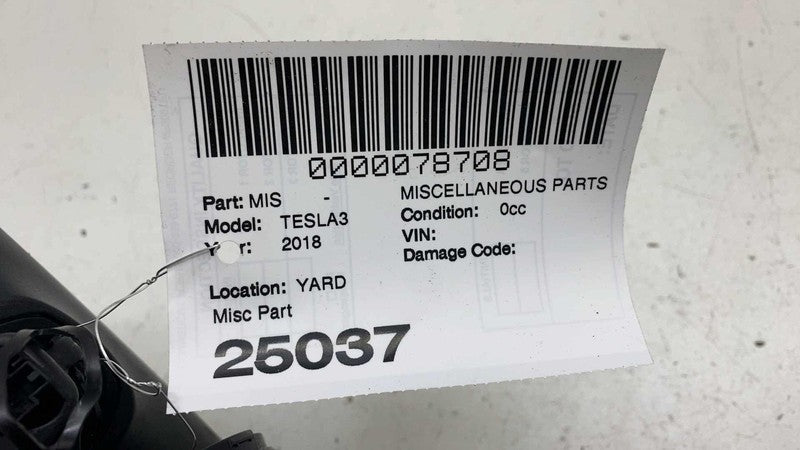 0000078708
Part: MIS - MISCELLANEOUS PARTS
Model: TESLA3 Condition: 0cc
2018 VIN:
Damage Code:
Location: YARD
Misc Part
25037